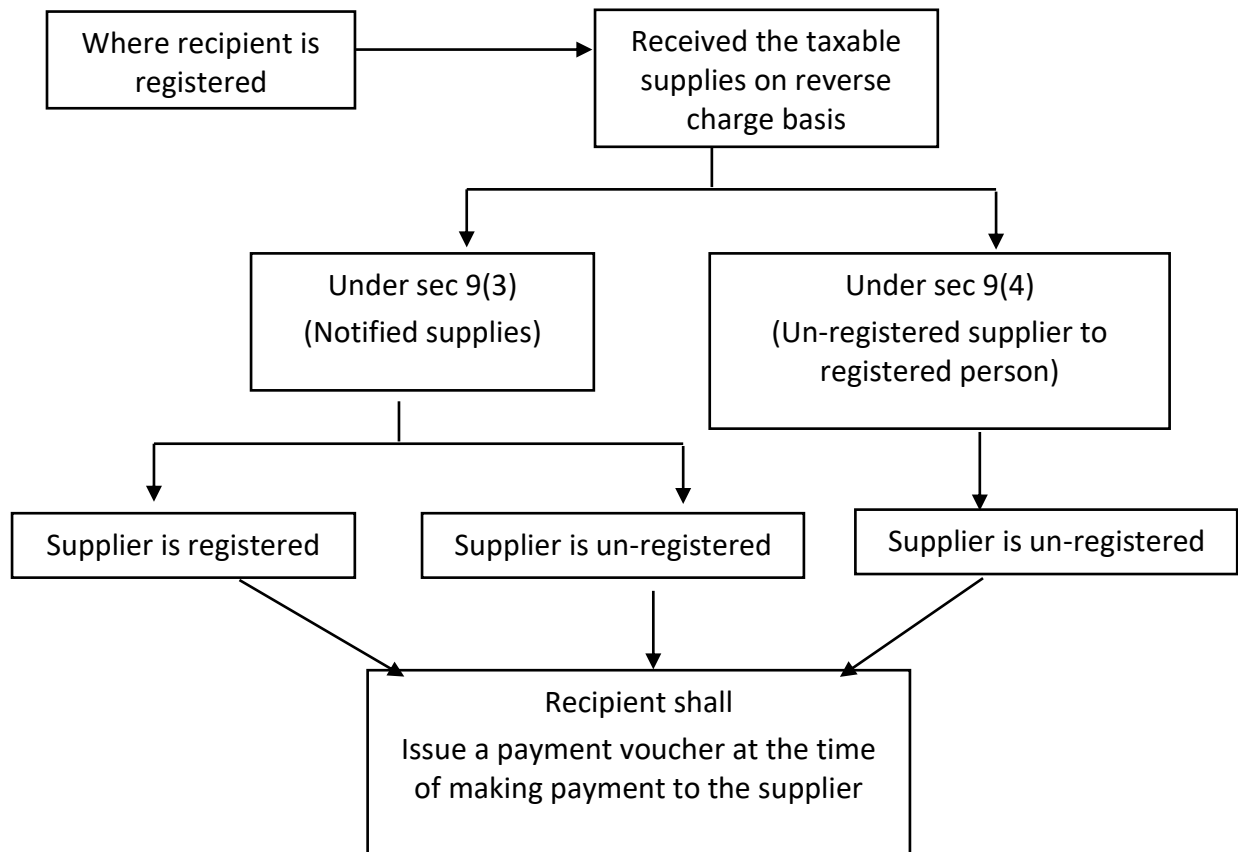 Where recipient is
registered
Received the taxable
supplies on reverse
charge basis
Under sec 9(3)
(Notified supplies)
Under sec 9(4)
(Un-registered supplier to
registered person)
Supplier is registered
Supplier is un-registered
Supplier is un-registered
Recipient shall
Issue a payment voucher at the time
of making payment to the supplier